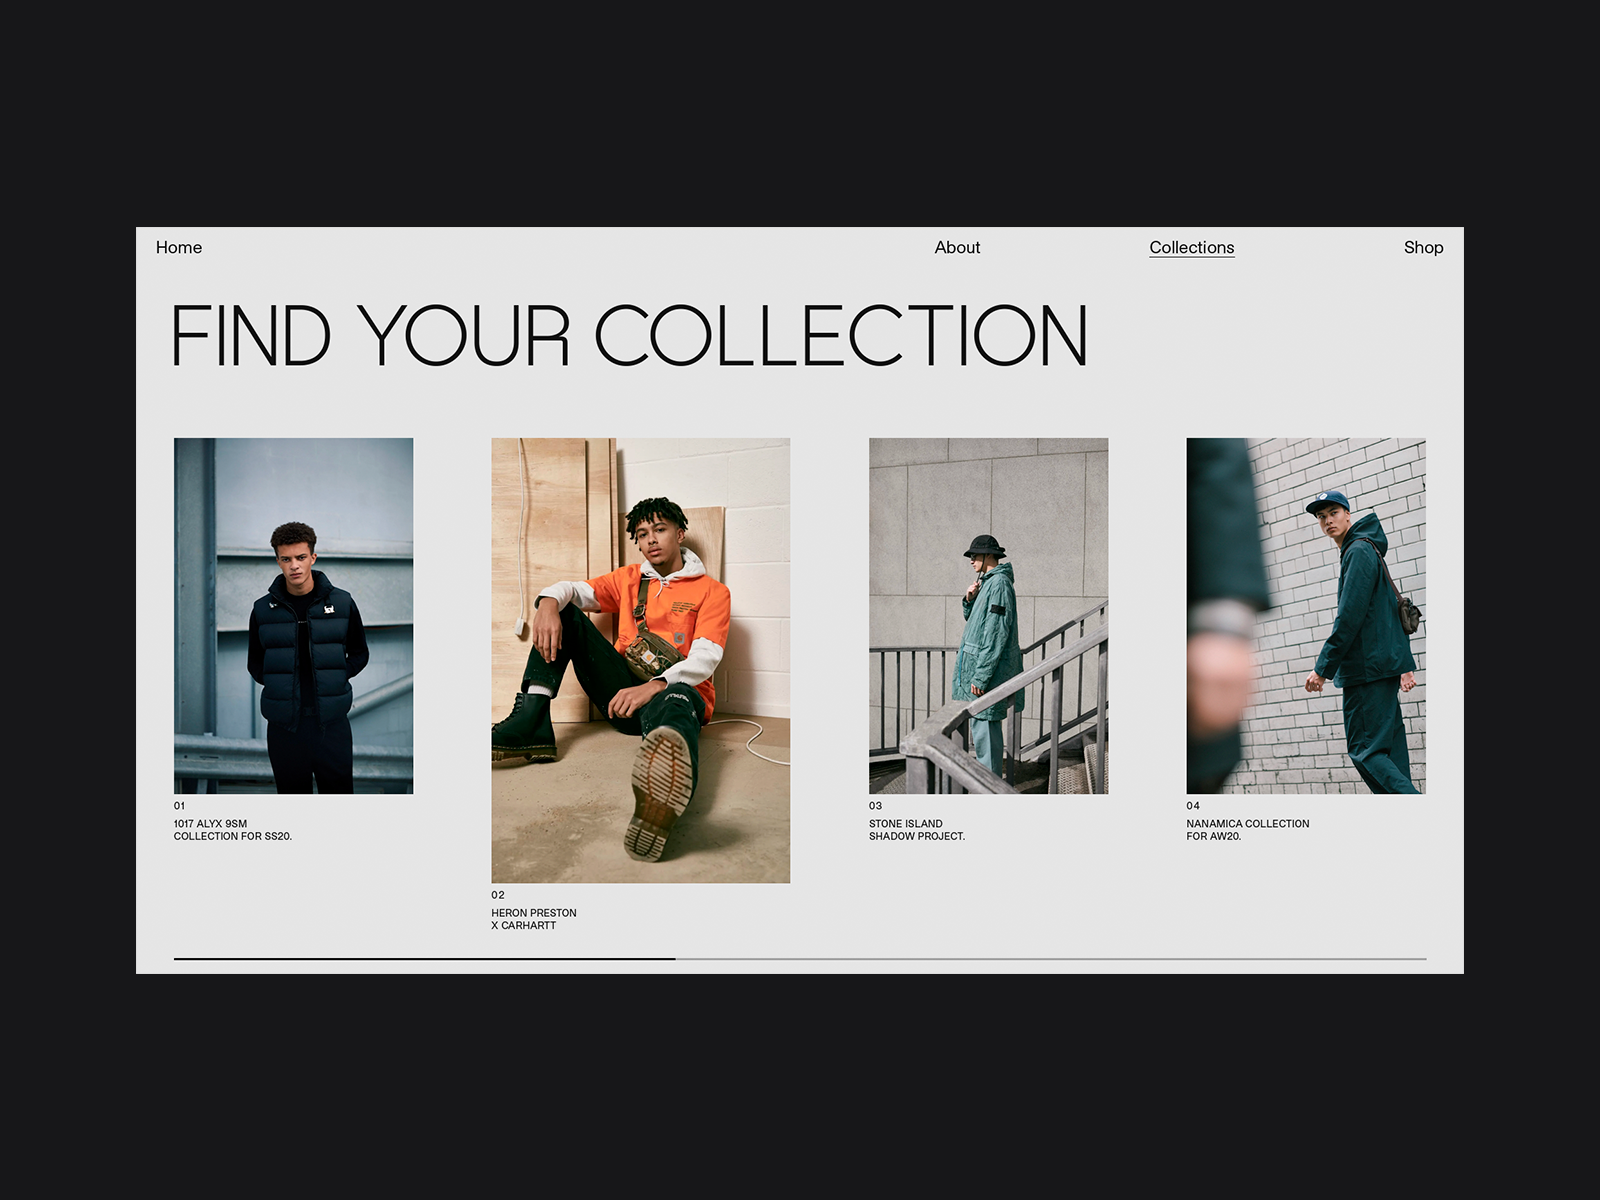 Home
About
Collections
Shop
FIND YOUR COLLECTION
01
1017 ALYX 9SM
COLLECTION FOR SS20.
02
HERON PRESTON
X CARHARTT
03
STONE ISLAND
SHADOW PROJECT.
04
NANAMICA COLLECTION
FOR AW20.